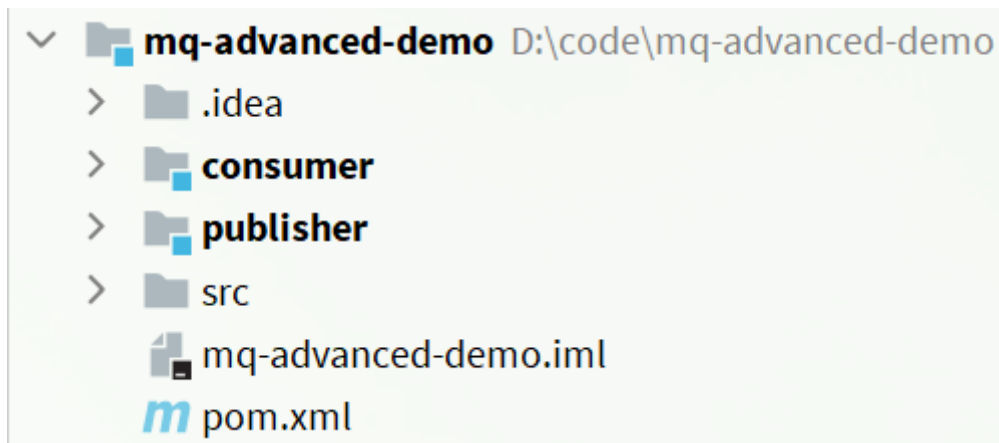 mq-advanced-demo D:\code\mq-advanced-demo
.idea
consumer
publisher
src
mq-advanced-demo.iml
m pom.xml